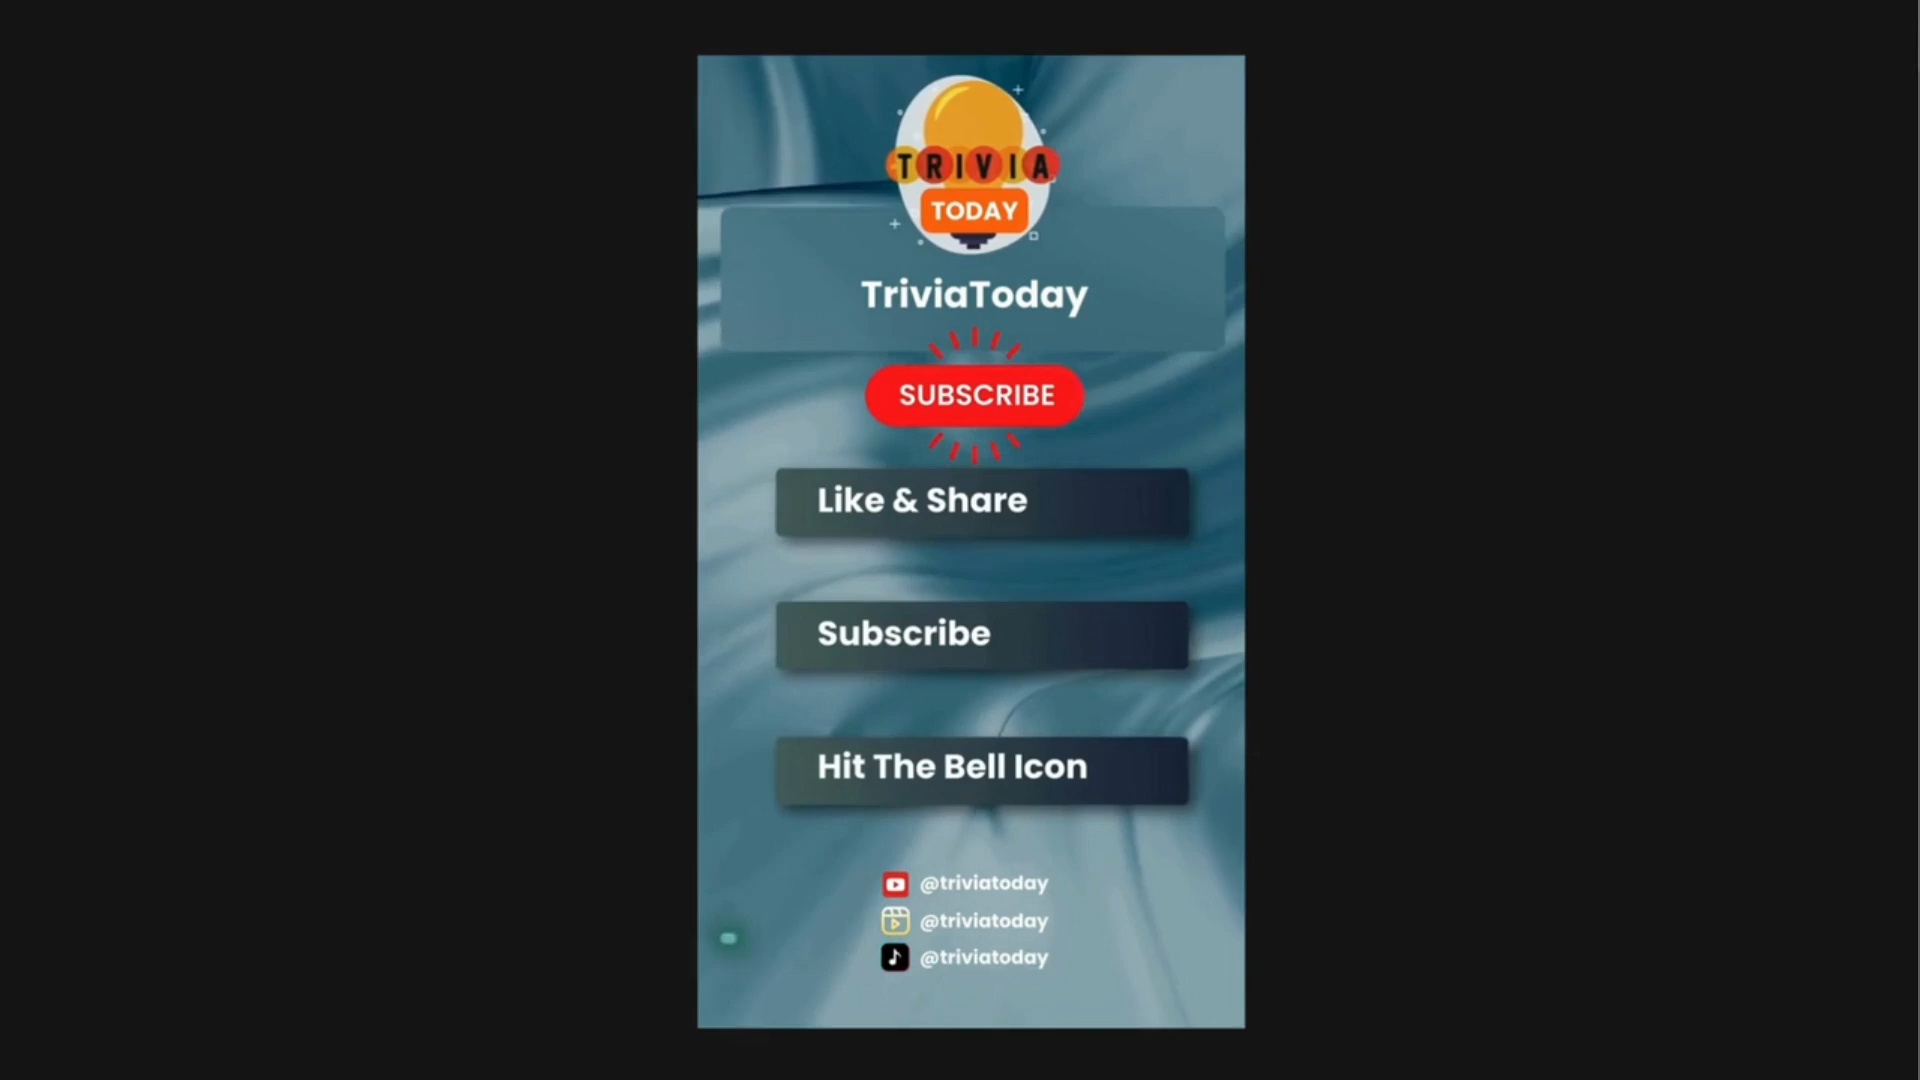 TRIVIA
TODAY
TriviaToday
SUBSCRIBE
Like & Share
Subscribe
Hit The Bell Icon
@triviatoday
@triviatoday
@triviatoday